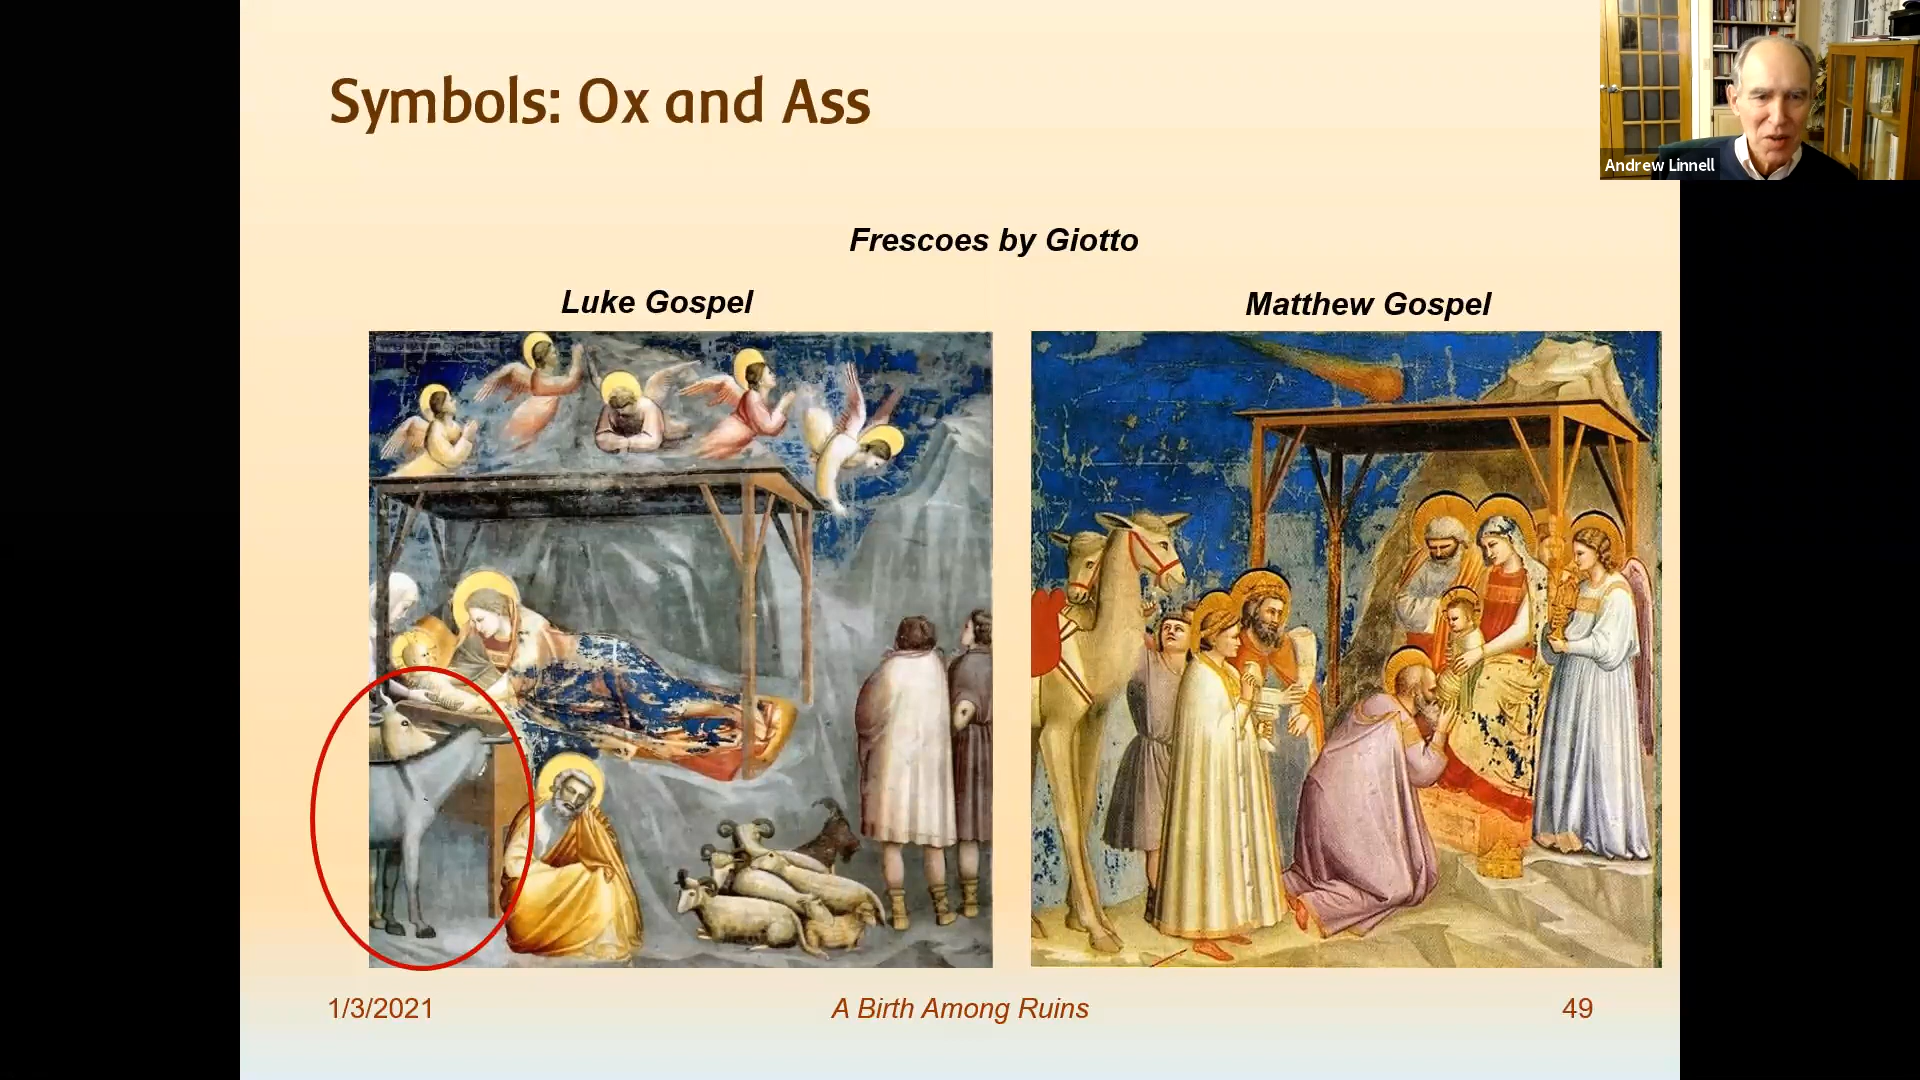 Symbols: Ox and Ass
Andrew Linnell
Frescoes by Giotto
Luke Gospel
Matthew Gospel
1/3/2021
A Birth Among Ruins
49